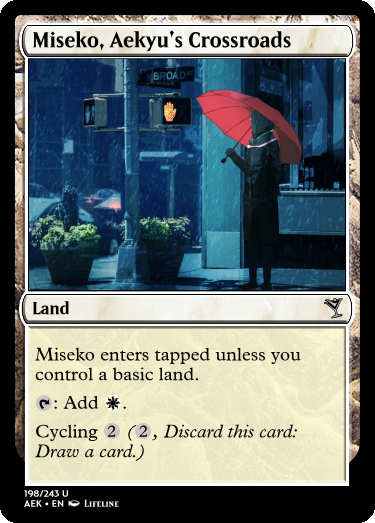 Miseko, Aekyu's Crossroads
BROAD
Land
Miseko enters tapped unless you
control a basic land.
: Add .
Cycling 2 (2, Discard this card:
Draw a card.)
198/243 U
AEK • EN Lifeline